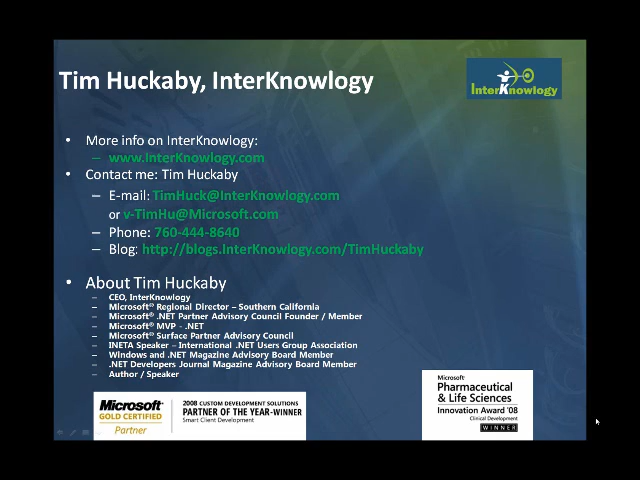 Tim Huckaby, InterKnowlogy
InterKnowlogy
• More info on InterKnowlogy:
– www.InterKnowlogy.com
• Contact me: Tim Huckaby
– E-mail: TimHuck@InterKnowlogy.com
or v-TimHu@Microsoft.com
– Phone: 760-444-8640
– Blog: http://blogs.InterKnowlogy.com/TimHuckaby
• About Tim Huckaby
– CEO, InterKnowlogy
– Microsoft® Regional Director – Southern California
– Microsoft® .NET Partner Advisory Council Founder / Member
– Microsoft® MVP - .NET
– Microsoft® Surface Partner Advisory Council
– INETA Speaker – International .NET Users Group Association
– Windows and .NET Magazine Advisory Board Member
– .NET Developers Journal Magazine Advisory Board Member
– Author / Speaker
Microsoft®
GOLD CERTIFIED
Partner
2008 CUSTOM DEVELOPMENT SOLUTIONS
PARTNER OF THE YEAR-WINNER
Smart Client Development
Microsoft®
Pharmaceutical
& Life Sciences
Innovation Award '08
Clinical Development
WINNER